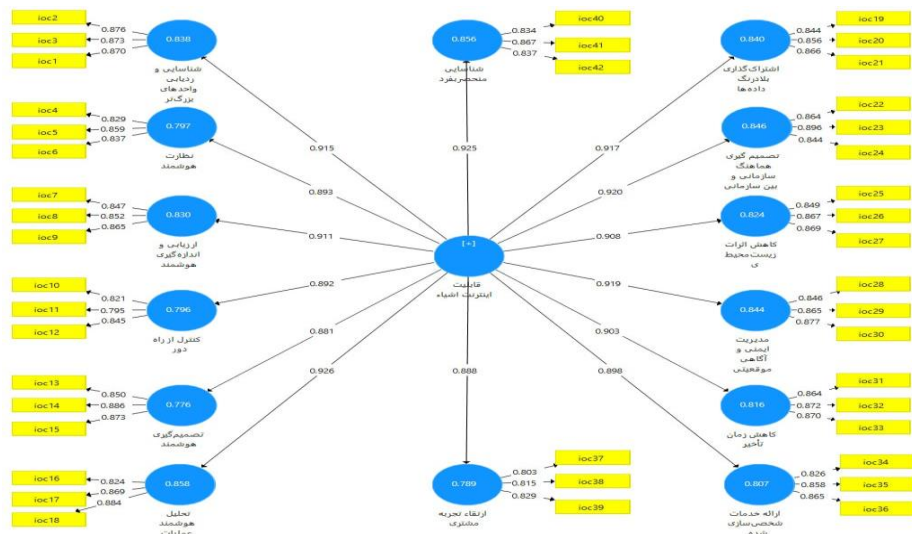 ioc2
ioc3
ioc1
0.876
0.873
0.870
0.838
شناسایی و
ردیابی
واحدهای
بزرگ‌تر
ioc4
ioc5
ioc6
0.829
0.859
0.837
0.797
نظارت
هوشمند
ioc7
ioc8
ioc9
0.847
0.852
0.865
0.830
ارزیابی و
اندازه‌گیری
هوشمند
ioc10
ioc11
ioc12
0.821
0.795
0.845
0.796
کنترل از راه
دور
ioc13
ioc14
ioc15
0.850
0.886
0.873
0.776
تصمیم‌گیری
هوشمند
ioc16
ioc17
ioc18
0.824
0.869
0.884
0.858
تحلیل
هوشمند
عملیات
0.856
شناسایی
منحصربفرد
0.834
0.867
0.837
ioc40
ioc41
ioc42
0.915
0.925
0.917
0.893
0.920
0.911
0.908
[+]
قابلیت
اینترنت اشیاء
0.892
0.919
0.881
0.903
0.926
0.888
0.898
0.789
ارتقاء تجربه
مشتری
0.803
0.815
0.829
ioc37
ioc38
ioc39
0.840
اشتراک‌گذاری
بلادرنگ
داده‌ها
0.844
0.856
0.866
ioc19
ioc20
ioc21
0.846
تصمیم گیری
هماهنگ
سازمانی و
بین سازمانی
0.864
0.896
0.844
ioc22
ioc23
ioc24
0.824
کاهش اثرات
زیست‌محیط
ی
0.849
0.867
0.869
ioc25
ioc26
ioc27
0.844
مدیریت
ایمنی و
آگاهی
موقعیتی
0.846
0.865
0.877
ioc28
ioc29
ioc30
0.816
کاهش زمان
تأخیر
0.864
0.872
0.870
ioc31
ioc32
ioc33
0.807
ارائه خدمات
شخصی‌سازی
شده
0.826
0.858
0.865
ioc34
ioc35
ioc36